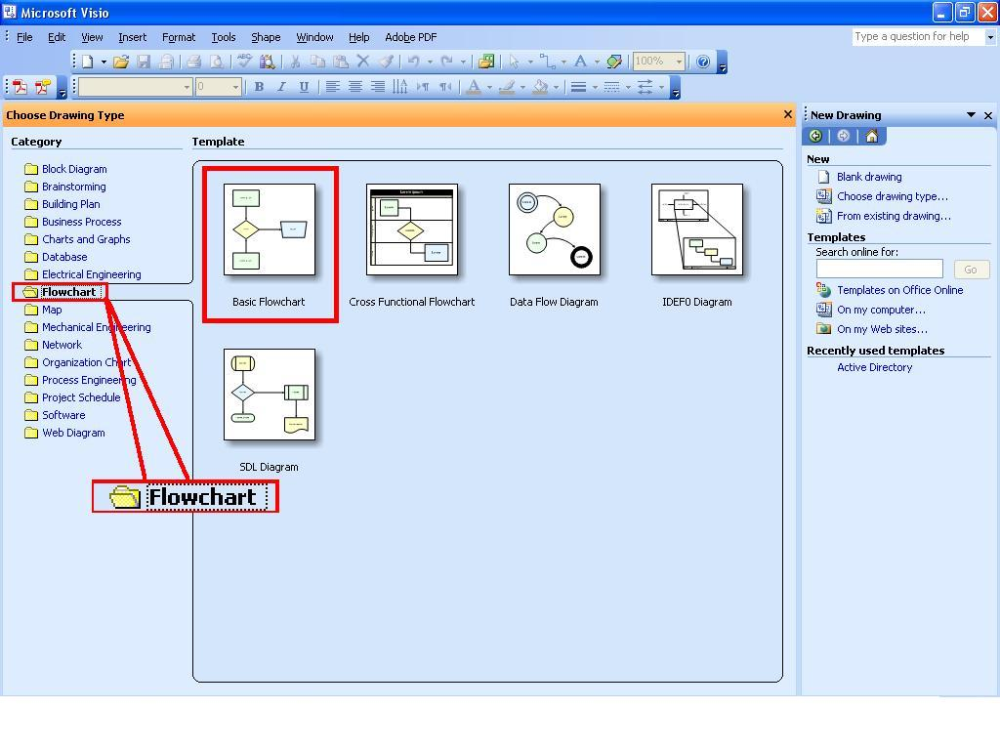 Microsoft Visio
File Edit View Insert Format Tools Shape Window Help Adobe PDF
Type a question for help
100%
0
B I U
Choose Drawing Type
Category
Block Diagram
Brainstorming
Building Plan
Business Process
Charts and Graphs
Database
Electrical Engineering
Flowchart
Map
Mechanical Engineering
Network
Organization Chart
Process Engineering
Project Schedule
Software
Web Diagram
Flowchart
Template
Basic Flowchart
Cross Functional Flowchart
Data Flow Diagram
IDEF0 Diagram
SDL Diagram
New Drawing
New
Blank drawing
Choose drawing type...
From existing drawing...
Templates
Search online for:
Go
Templates on Office Online
On my computer...
On my Web sites...
Recently used templates
Active Directory